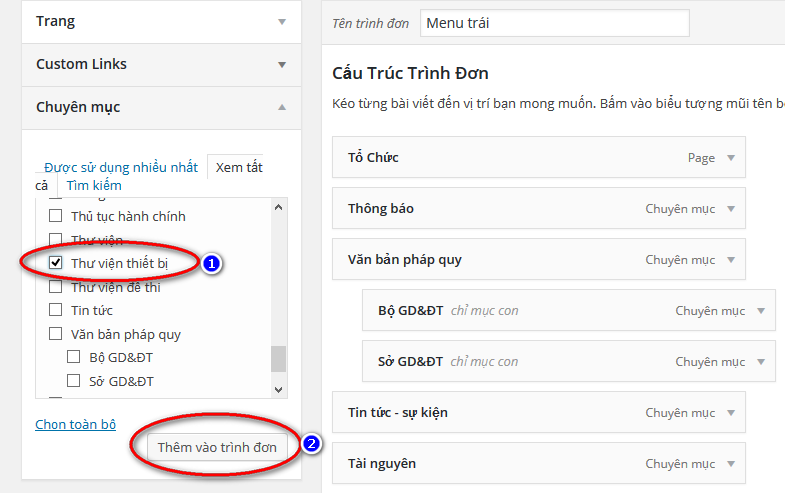 Trang
Custom Links
Chuyên mục
Được sử dụng nhiều nhất
Xem tất
cả
Tìm kiếm
Thủ tục hành chính
Thư viện
Thư viện thiết bị
1
Thư viện đề thi
Tin tức
Văn bản pháp quy
Bộ GD&ĐT
Sở GD&ĐT
Chọn toàn bộ
Thêm vào trình đơn
2
Tên trình đơn
Menu trái
Cấu Trúc Trình Đơn
Kéo từng bài viết đến vị trí bạn mong muốn. Bấm vào biểu tượng mũi tên
Tổ Chức Page
Thông báo Chuyên mục
Văn bản pháp quy Chuyên mục
Bộ GD&ĐT chỉ mục con Chuyên mục
Sở GD&ĐT chỉ mục con Chuyên mục
Tin tức - sự kiện Chuyên mục
Tài nguyên Chuyên mục